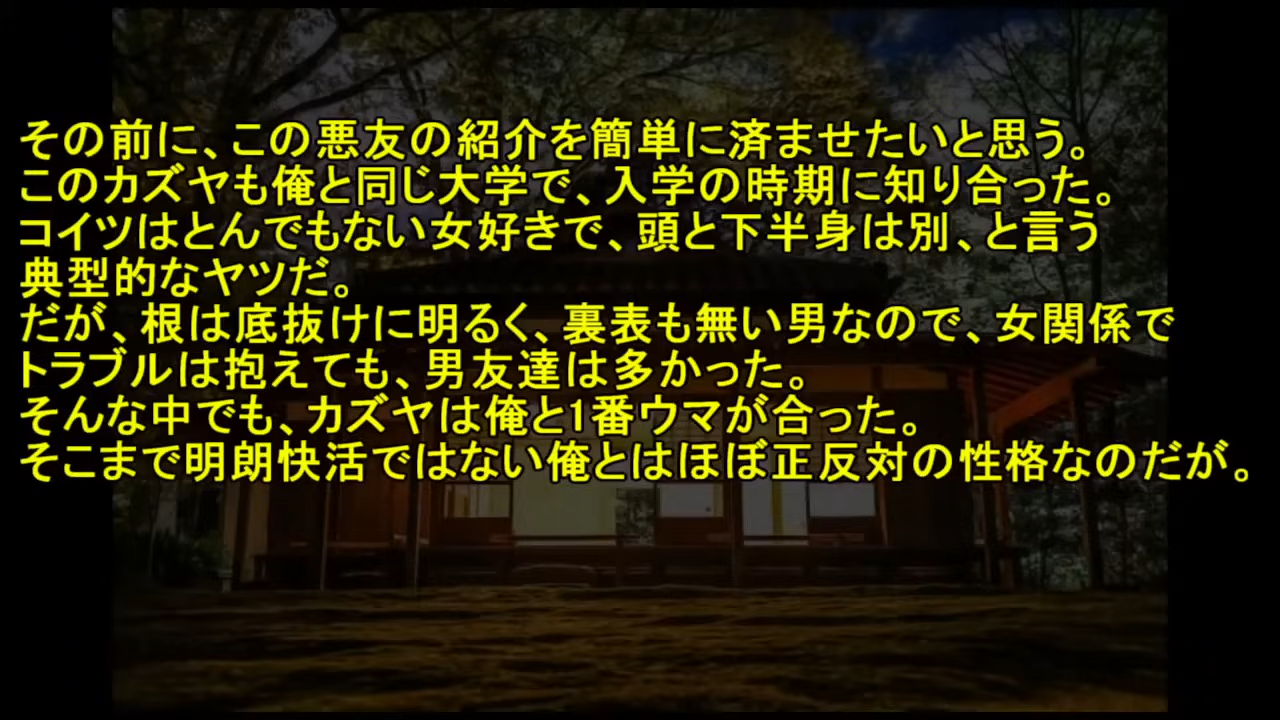 その前に、この悪友の紹介を簡単に済ませたいと思う。
このカズヤも俺と同じ大学で、入学の時期に知り合った。
コイツはとんでもない女好きで、頭と下半身は別、と言う
典型的なヤツだ。
だが、根は底抜けに明るく、裏表も無い男なので、女関係で
トラブルは抱えても、男友達は多かった。
そんな中でも、カズヤは俺と1番ウマが合った。
そこまで明朗快活ではない俺とはほぼ正反対の性格なのだが。